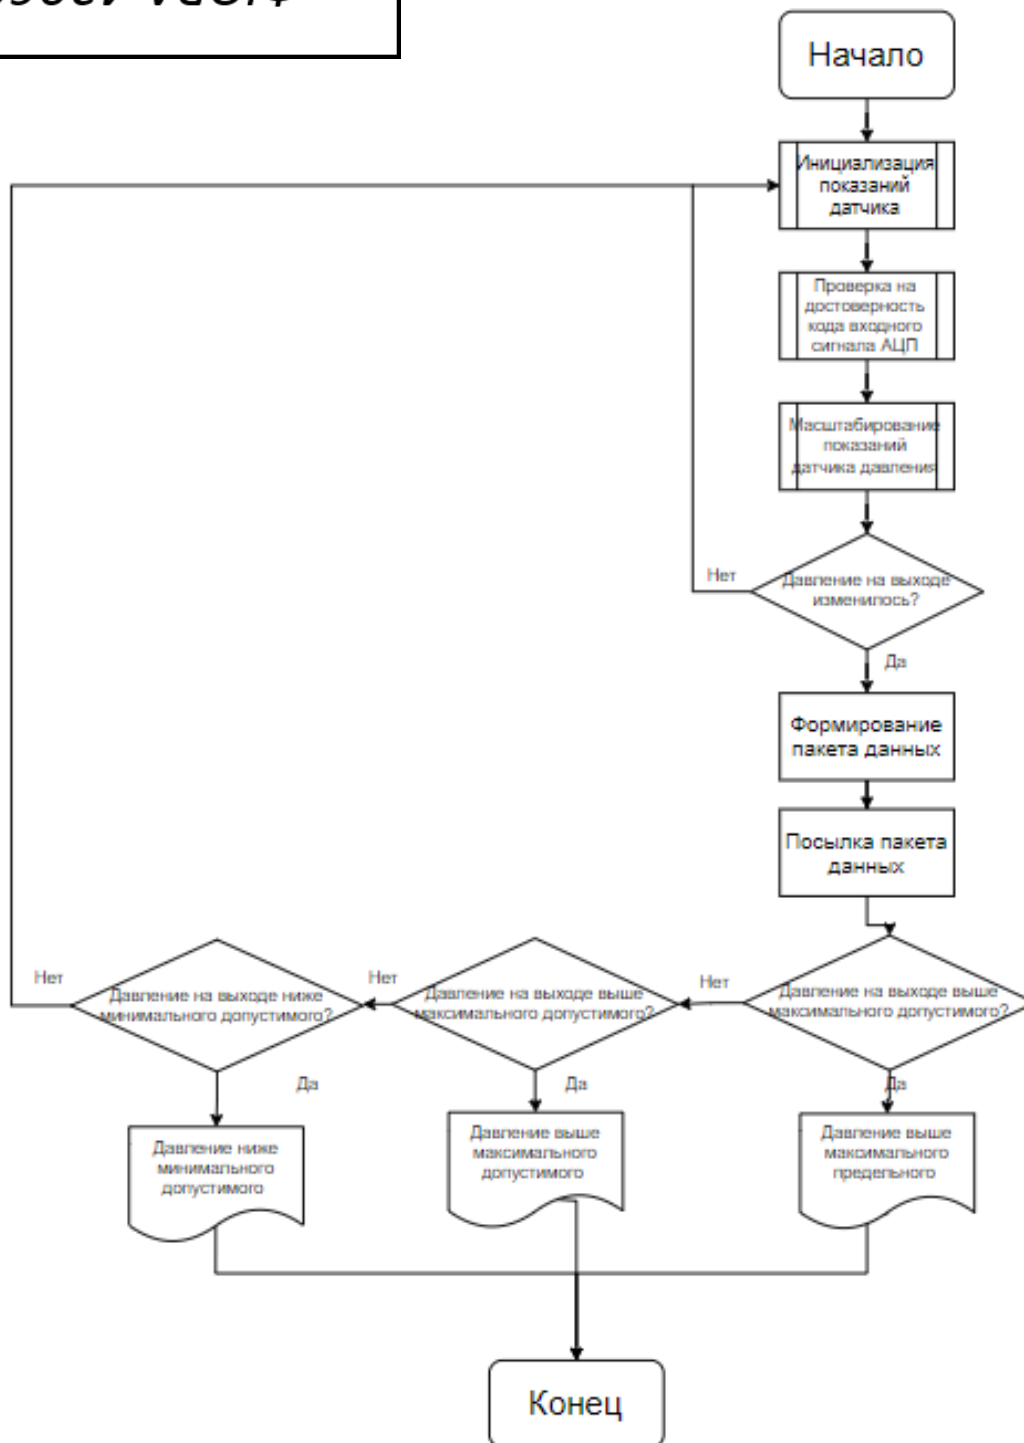 Начало
Инициализация
показаний
датчика
Проверка на
достоверность
кода входного
сигнала АЦП
Масштабирование
показаний
датчика давления
Нет
Давление на выходе
изменилось?
Да
Формирование
пакета данных
Посылка пакета
данных
Нет
Давление на выходе ниже
минимального допустимого?
Нет
Давление на выходе выше
максимального допустимого?
Нет
Давление на выходе выше
максимального допустимого?
Да
Да
Да
Давление ниже
минимального
допустимого
Давление выше
максимального
допустимого
Давление выше
максимального
предельного
Конец